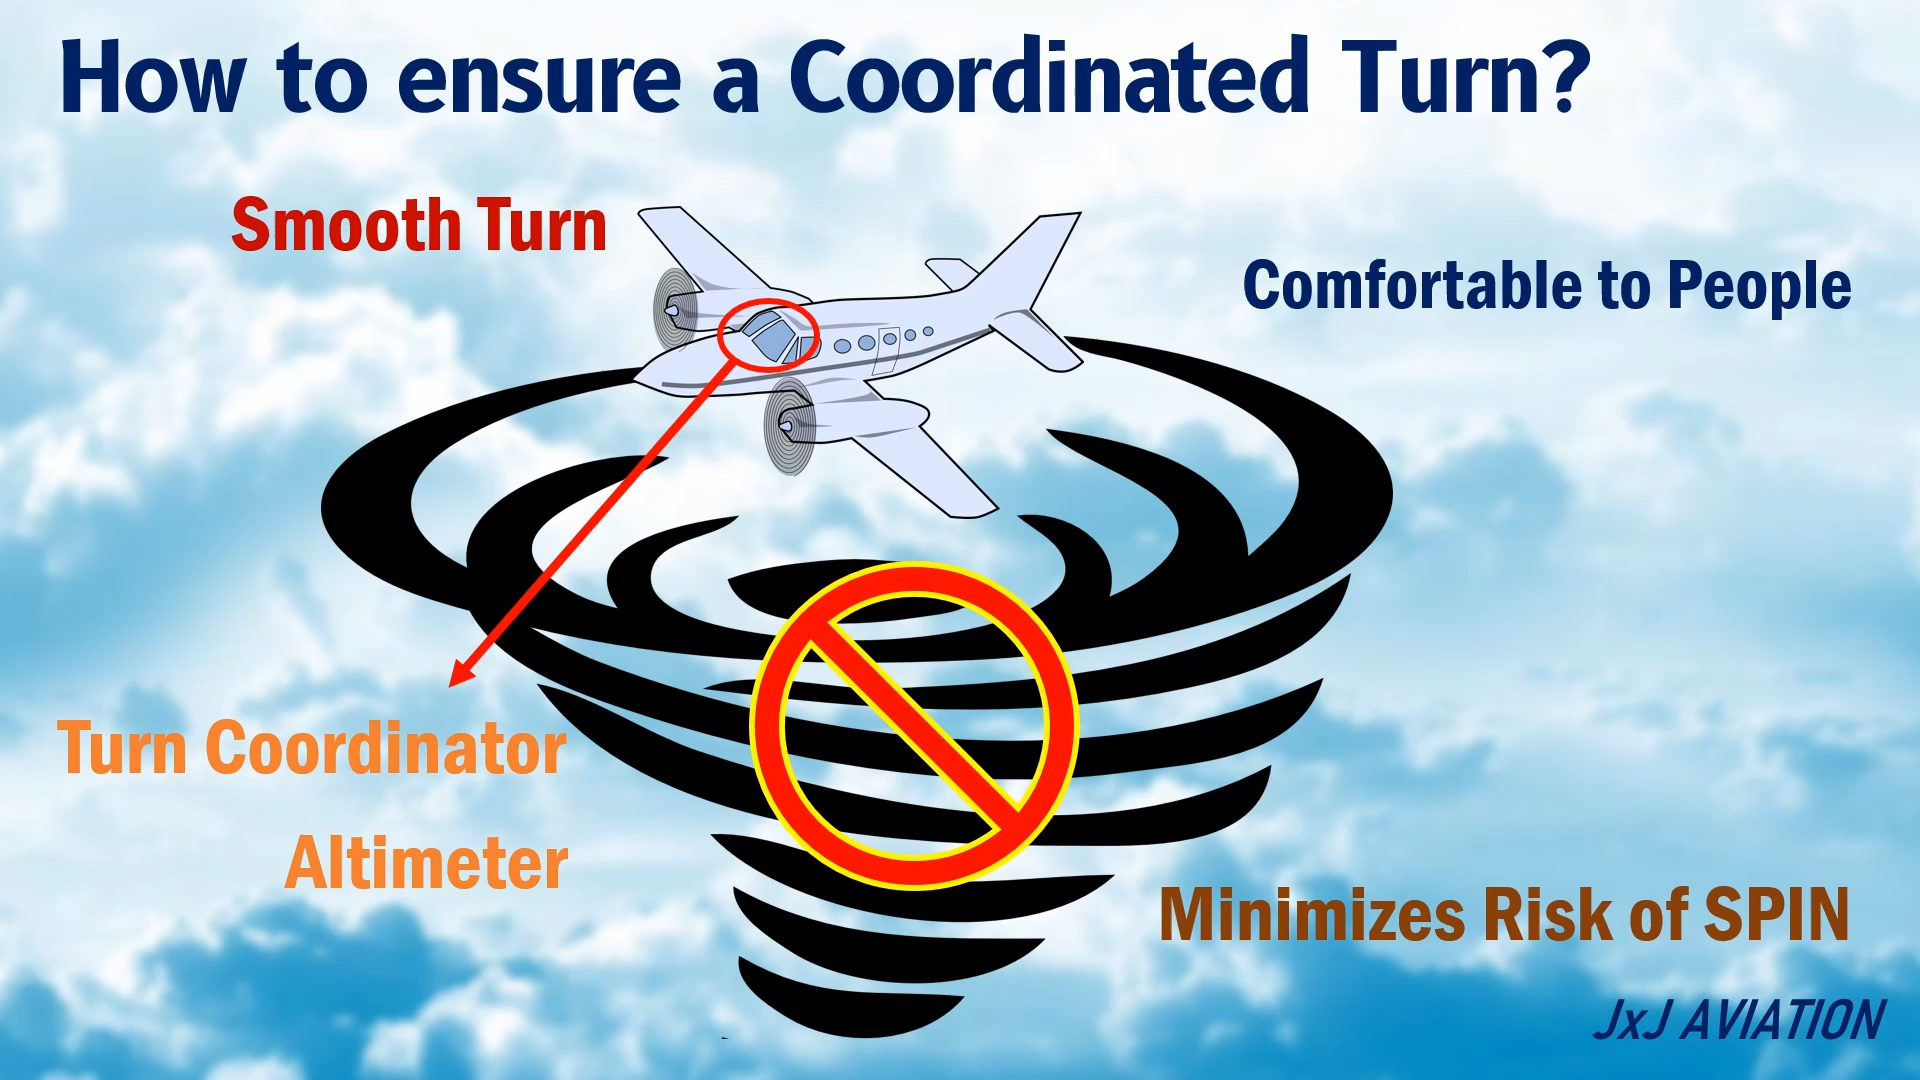 How to ensure a Coordinated Turn?
Smooth Turn
Comfortable to People
Turn Coordinator
Altimeter
Minimizes Risk of SPIN
JxJ AVIATION